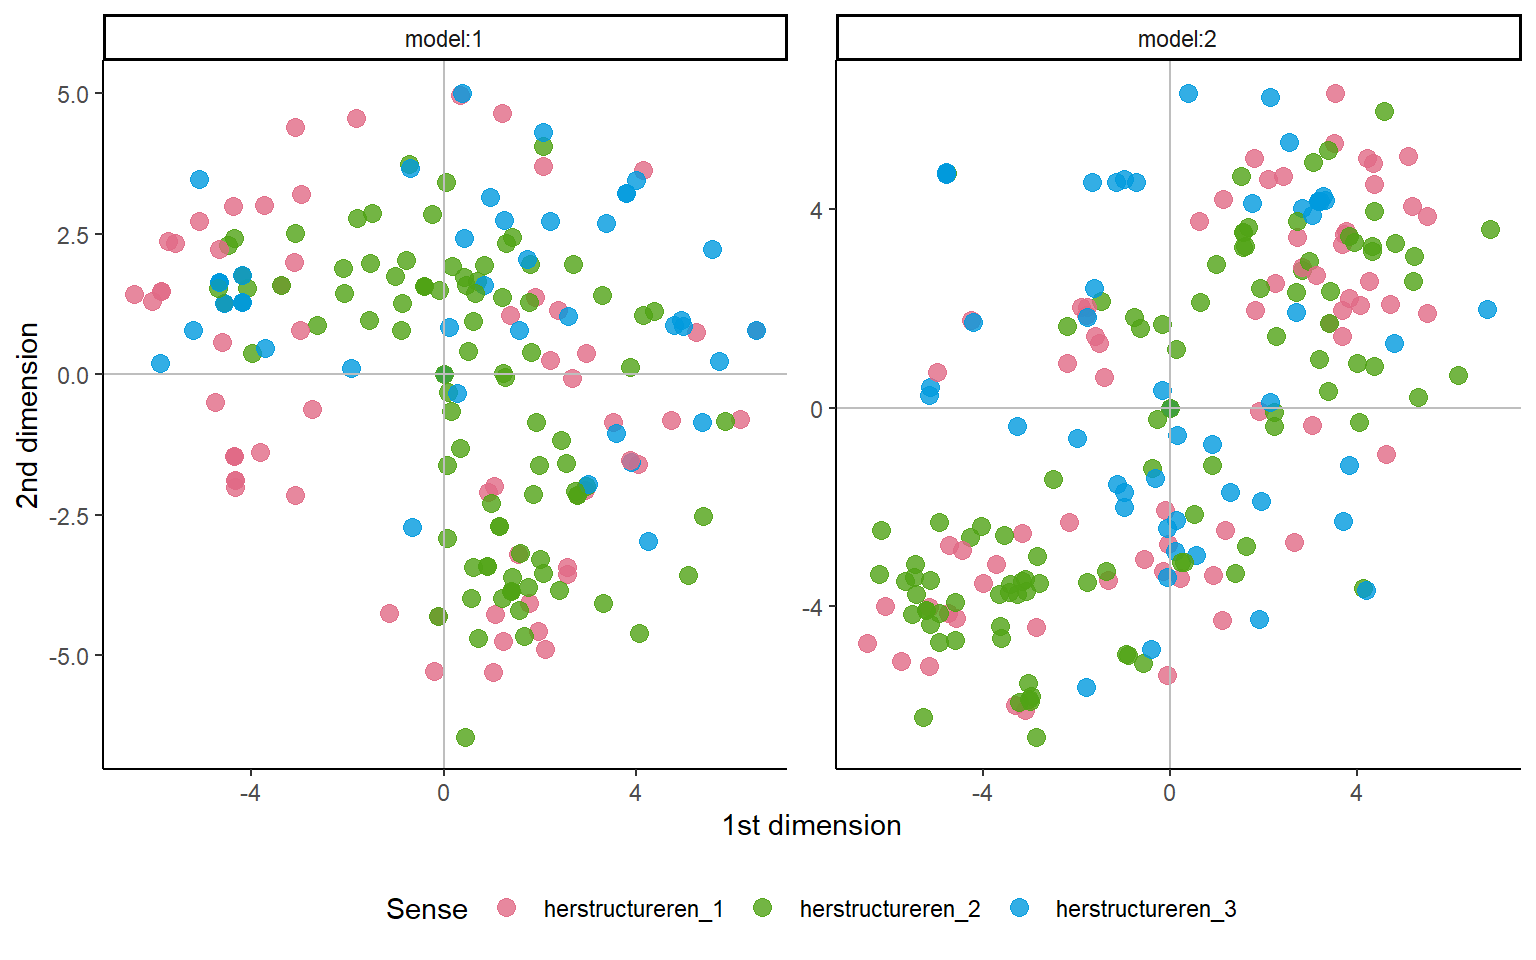 model:1
model:2
5.0
2.5
0.0
-2.5
-5.0
4
0
-4
2nd dimension
-4
0
4
-4
0
4
1st dimension
Sense
herstructureren_1
herstructureren_2
herstructureren_3